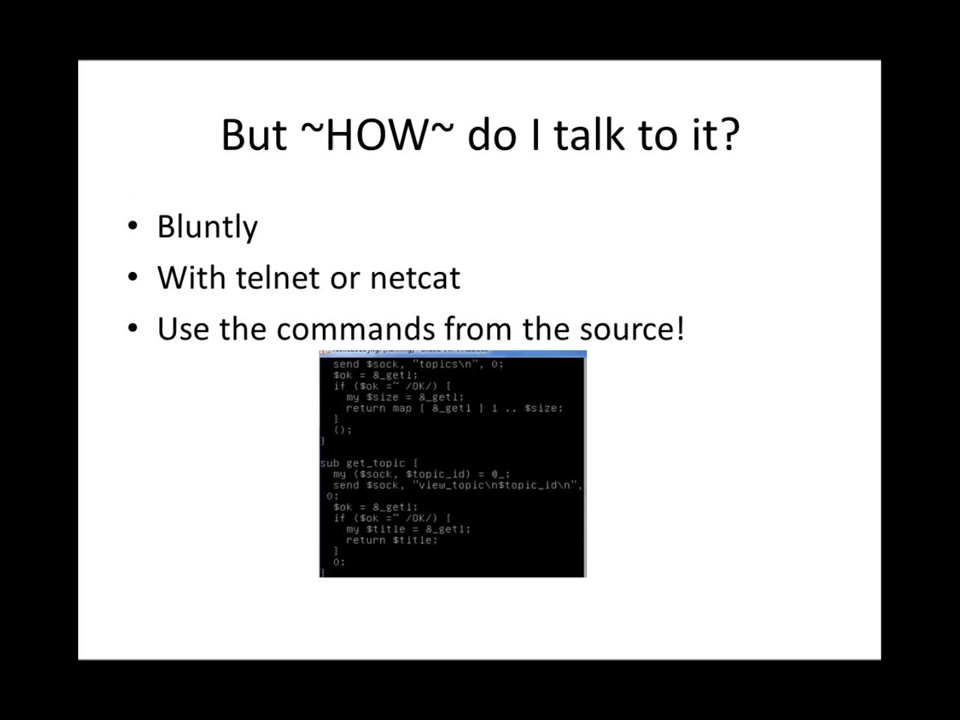 But ~HOW~ do I talk to it?
• Bluntly
• With telnet or netcat
• Use the commands from the source!
send $sock, "topics\n", 0;
$ok = &_getl;
if ($ok =~ /OK/) {
my $size = &_getl;
return map { &_getl } 1 .. $size;
}
();
}
sub get_topic {
my ($sock, $topic_id) = @_;
send $sock, "view_topic\n$topic_id\n",
0;
$ok = &_getl;
if ($ok =~ /OK/) {
my $title = &_getl;
return $title;
}
0;
}